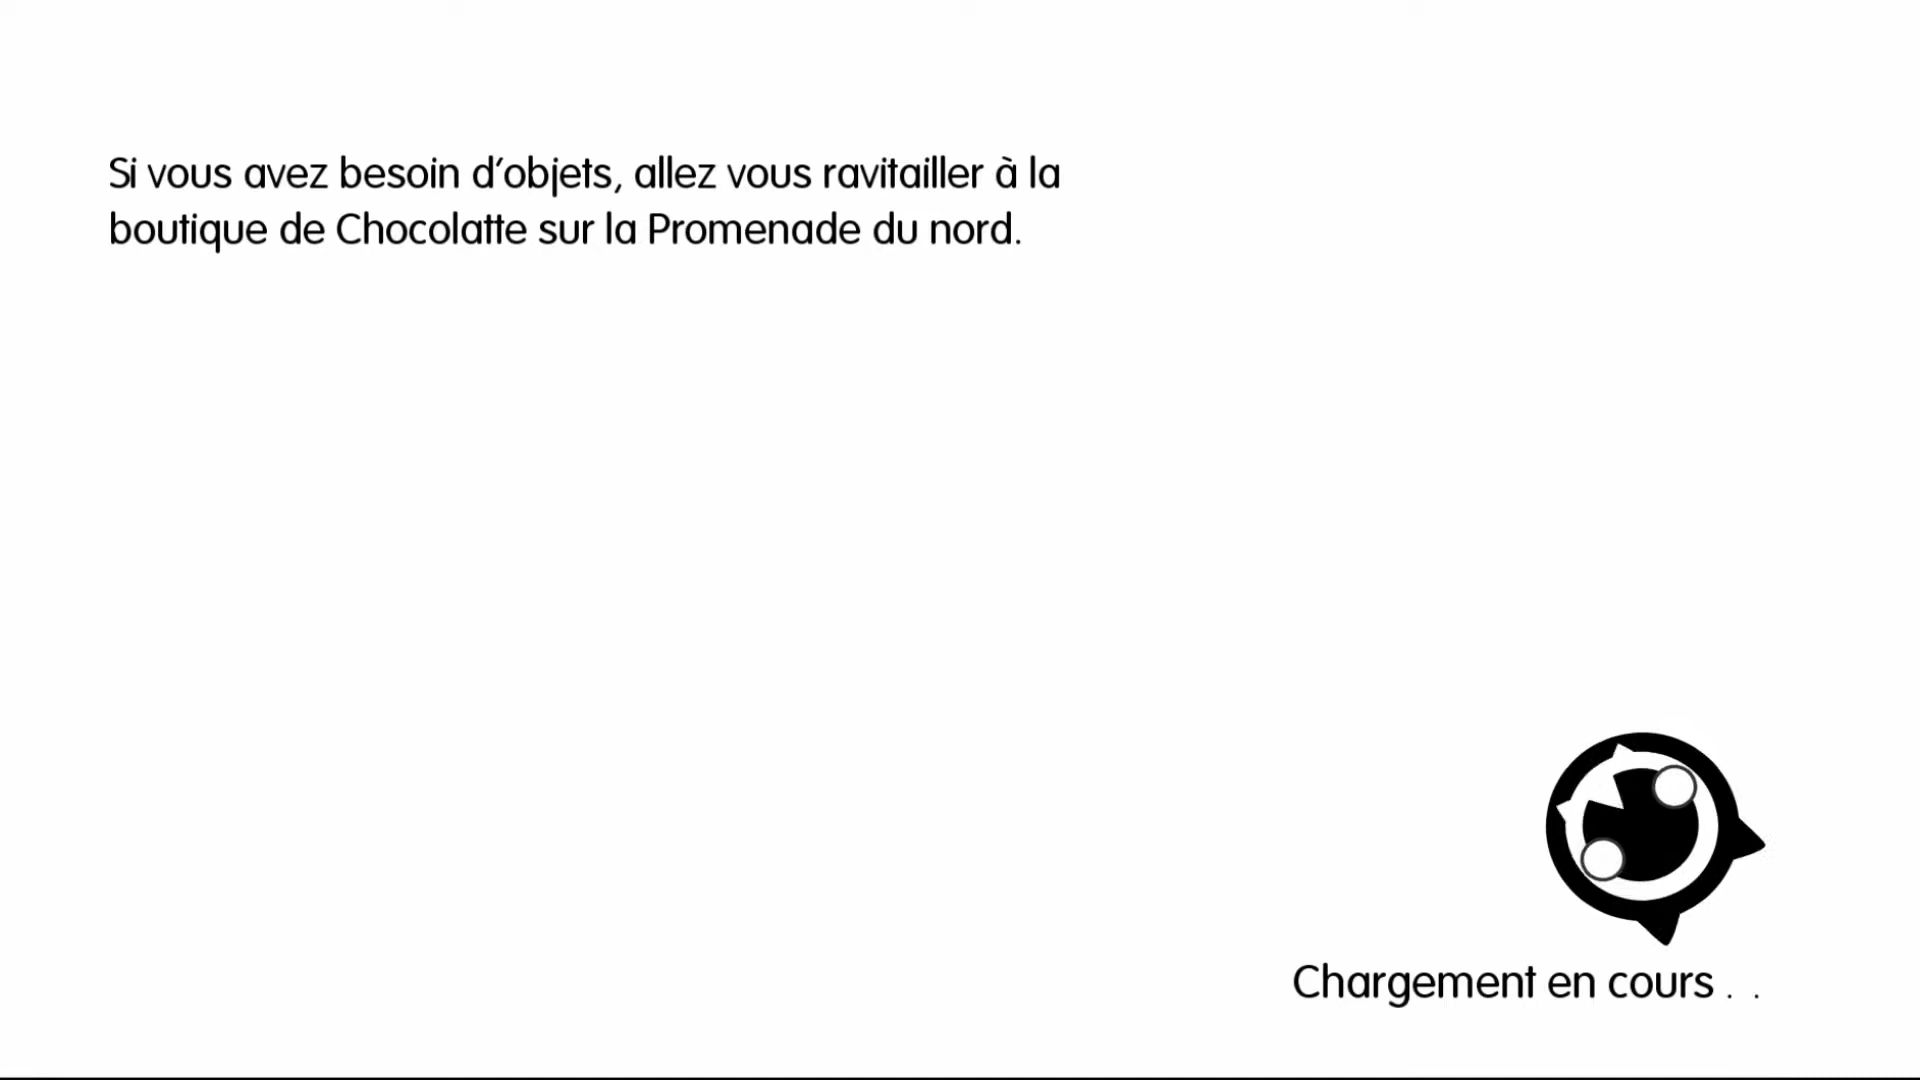 Si vous avez besoin d'objets, allez vous ravitailler à la
boutique de Chocolatte sur la Promenade du nord.
Chargement en cours . .